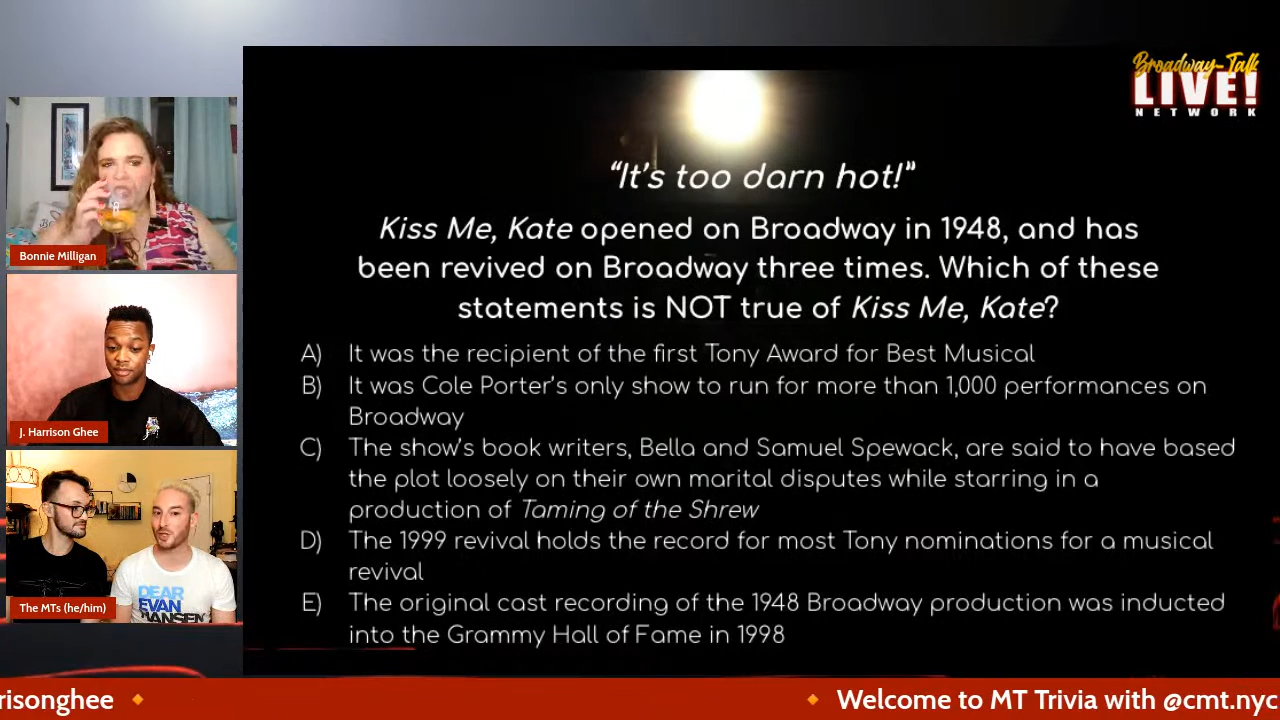 Broadway-Talk
LIVE!
NETWORK
"It's too darn hot!"
Kiss Me, Kate opened on Broadway in 1948, and has
been revived on Broadway three times. Which of these
statements is NOT true of Kiss Me, Kate?
A) It was the recipient of the first Tony Award for Best Musical
B) It was Cole Porter's only show to run for more than 1,000 performances on
Broadway
C) The show's book writers, Bella and Samuel Spewack, are said to have based
the plot loosely on their own marital disputes while starring in a
production of Taming of the Shrew
D) The 1999 revival holds the record for most Tony nominations for a musical
revival
E) The original cast recording of the 1948 Broadway production was inducted
into the Grammy Hall of Fame in 1998
Bonnie Milligan
J. Harrison Ghee
DEAR
EVAN
HANSEN
The MTs (he/him)
risonghee 🔸 🔸 Welcome to MT Trivia with @cmt.nyc